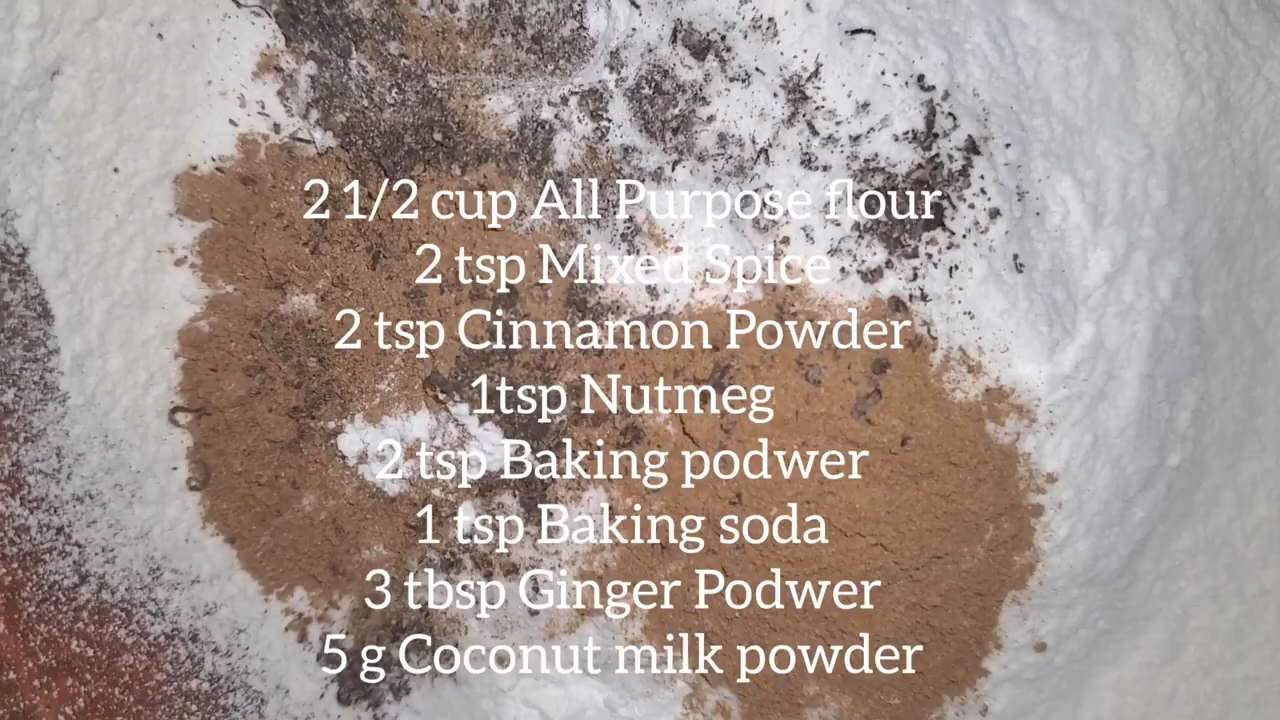 2 1/2 cup All Purpose flour
2 tsp Mixed Spice
2 tsp Cinnamon Powder
1tsp Nutmeg
2 tsp Baking podwer
1 tsp Baking soda
3 tbsp Ginger Podwer
5 g Coconut milk powder